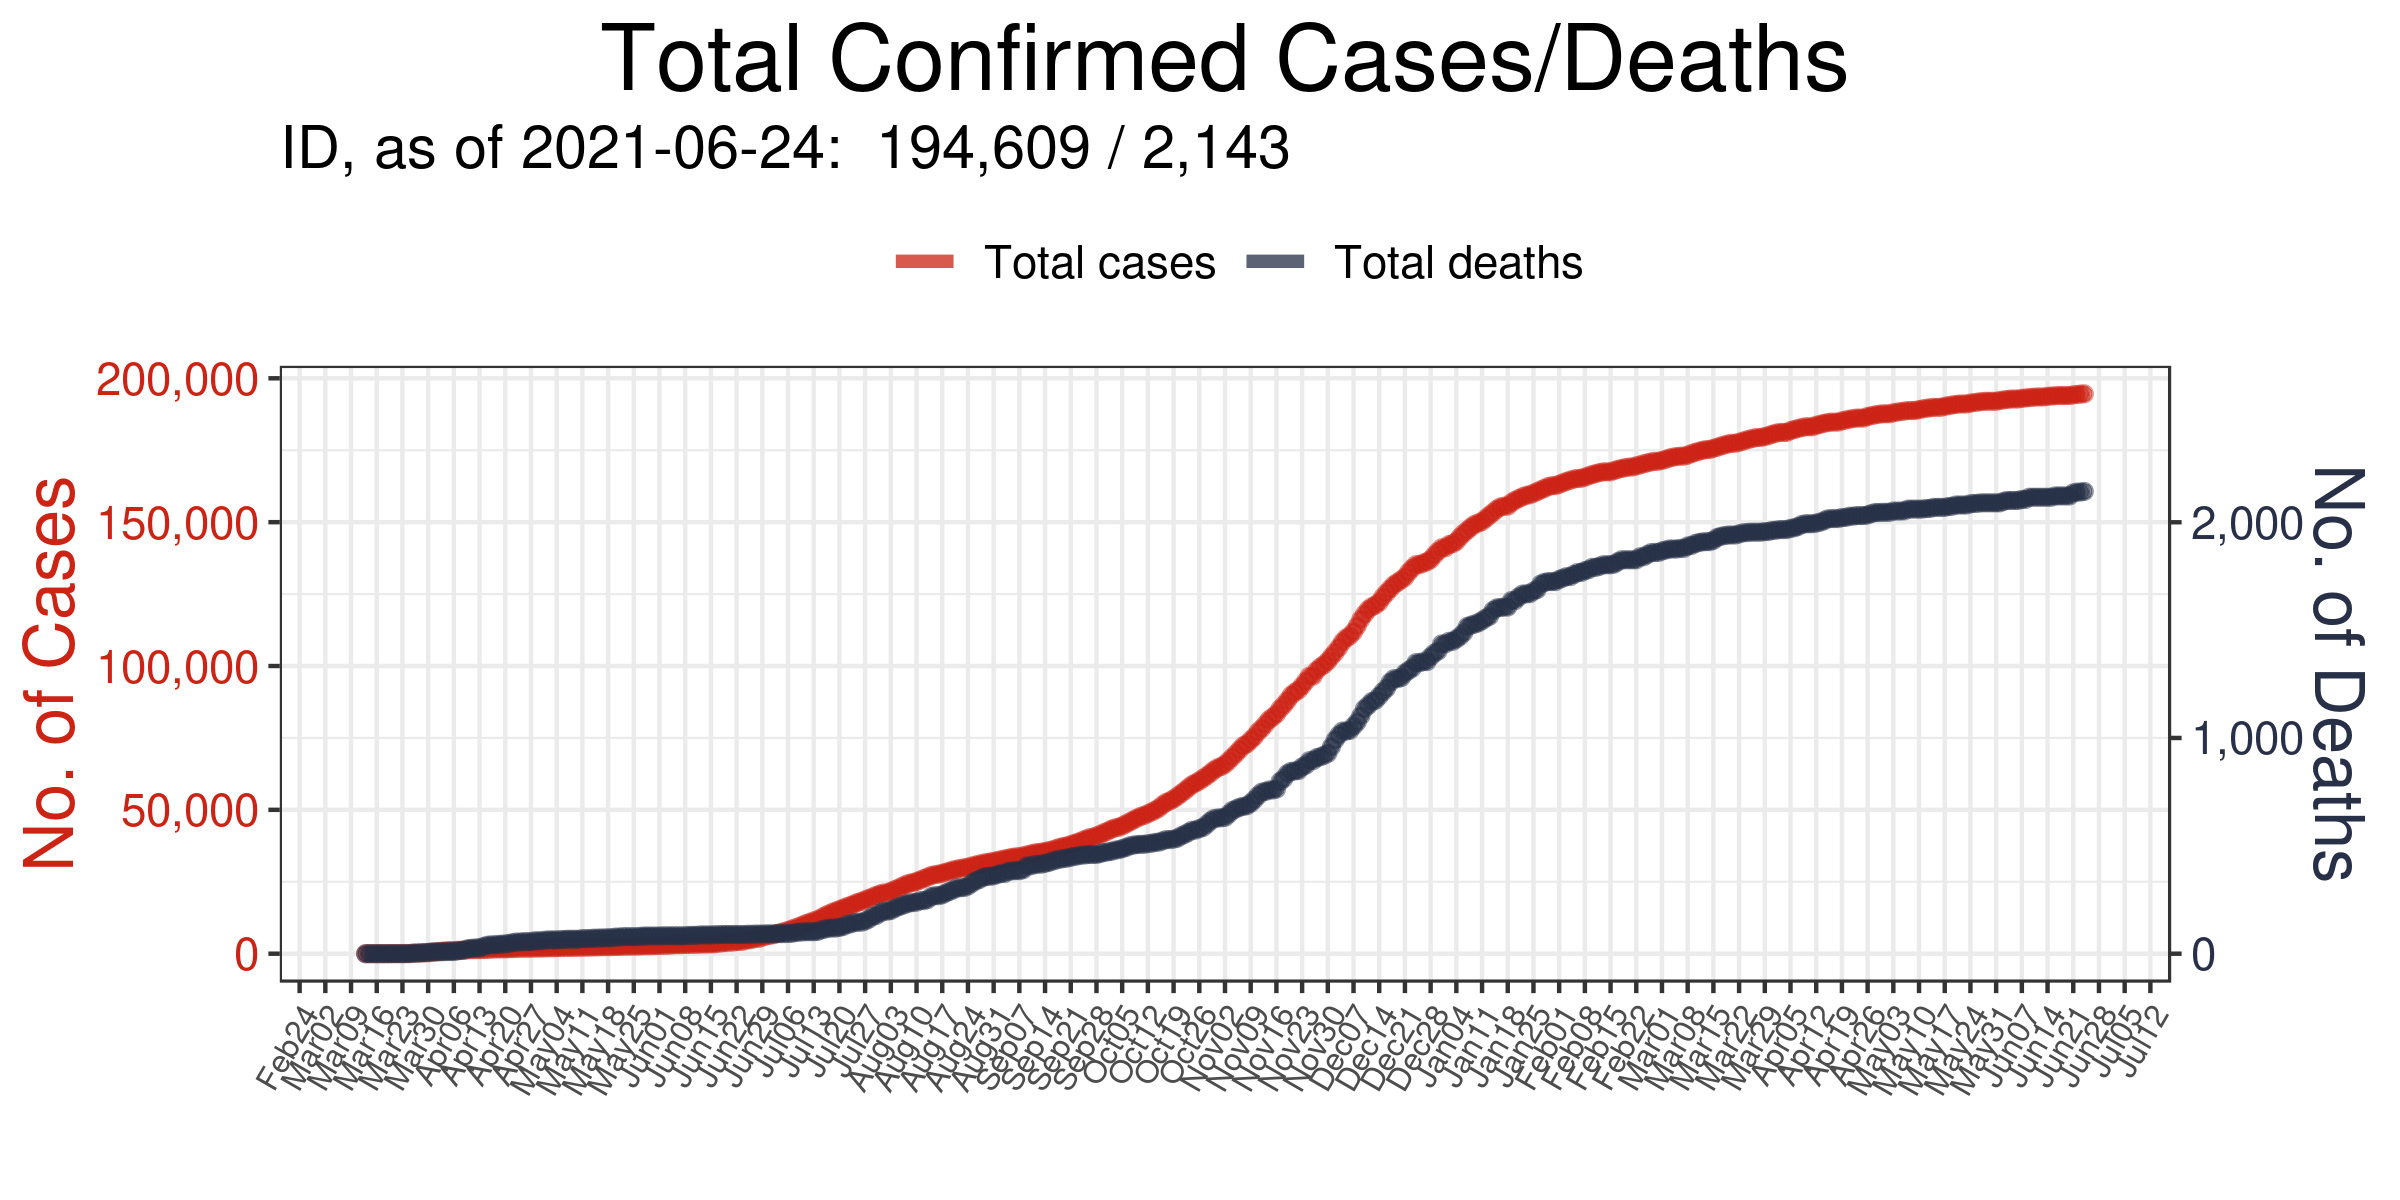 Total Confirmed Cases/Deaths
ID, as of 2021-06-24:  194,609 / 2,143
Total cases
Total deaths
No. of Cases
200,000
150,000
100,000
50,000
0
2,000
1,000
0
No. of Deaths
Feb24
Mar02
Mar09
Mar16
Mar23
Mar30
Apr06
Apr13
Apr20
Apr27
May04
May11
May18
May25
Jun01
Jun08
Jun15
Jun22
Jun29
Jul06
Jul13
Jul20
Jul27
Aug03
Aug10
Aug17
Aug24
Aug31
Sep07
Sep14
Sep21
Sep28
Oct05
Oct12
Oct19
Oct26
Nov02
Nov09
Nov16
Nov23
Nov30
Dec07
Dec14
Dec21
Dec28
Jan04
Jan11
Jan18
Jan25
Feb01
Feb08
Feb15
Feb22
Mar01
Mar08
Mar15
Mar22
Mar29
Apr05
Apr12
Apr19
Apr26
May03
May10
May17
May24
May31
Jun07
Jun14
Jun21
Jun28
Jul05
Jul12